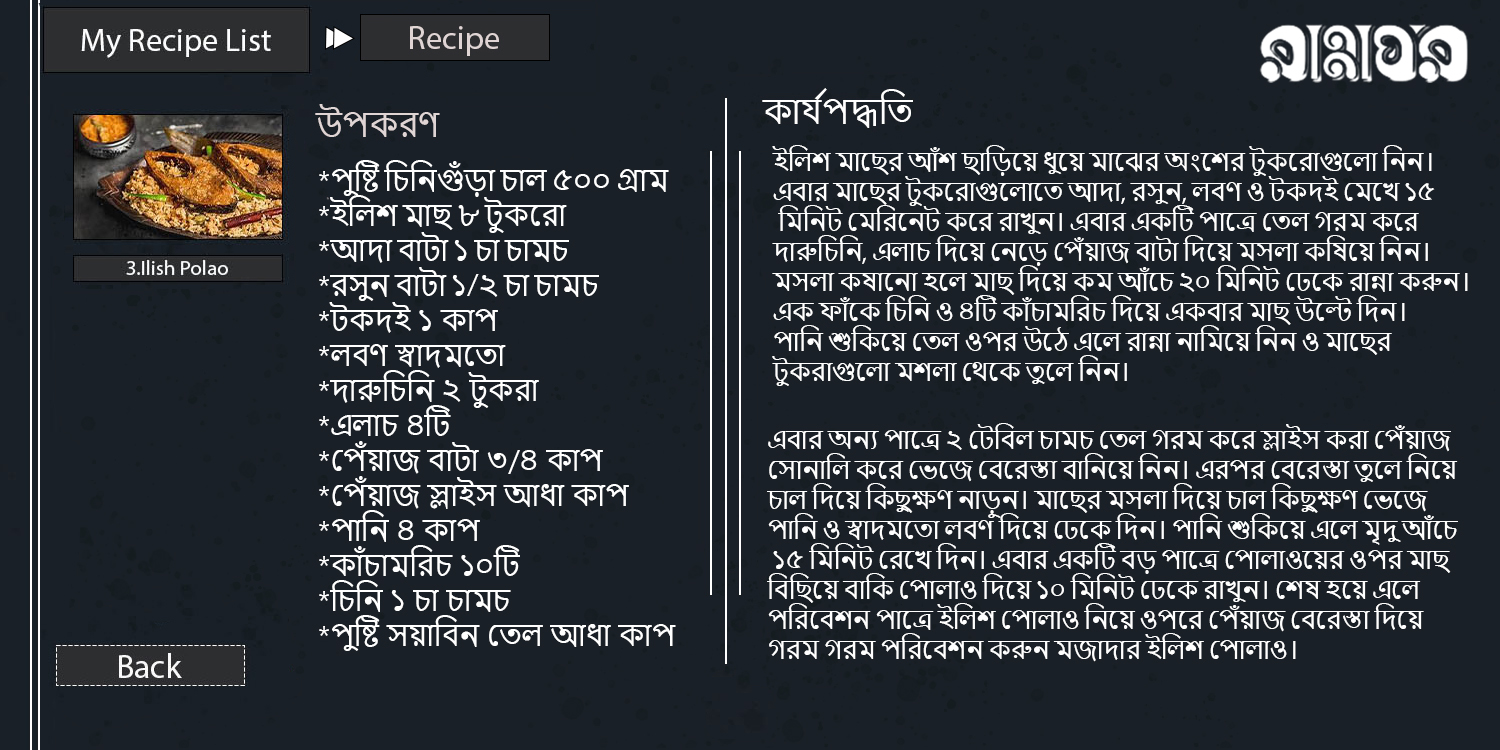 My Recipe List
Recipe
রান্নাঘর
3.Ilish Polao
Back
উপকরণ
*পুষ্টি চিনিগুঁড়া চাল ৫০০ গ্রাম
*ইলিশ মাছ ৮ টুকরো
*আদা বাটা ১ চা চামচ
*রসুন বাটা ১/২ চা চামচ
*টকদই ১ কাপ
*লবণ স্বাদমতো
*দারুচিনি ২ টুকরা
*এলাচ ৪টি
*পেঁয়াজ বাটা ৩/৪ কাপ
*পেঁয়াজ স্লাইস আধা কাপ
*পানি ৪ কাপ
*কাঁচামরিচ ১০টি
*চিনি ১ চা চামচ
*পুষ্টি সয়াবিন তেল আধা কাপ
কার্যপদ্ধতি
ইলিশ মাছের আঁশ ছাড়িয়ে ধুয়ে মাঝের অংশের টুকরোগুলো নিন।
এবার মাছের টুকরোগুলোতে আদা, রসুন, লবণ ও টকদই মেখে ১৫
মিনিট মেরিনেট করে রাখুন। এবার একটি পাত্রে তেল গরম করে
দারুচিনি, এলাচ দিয়ে নেড়ে পেঁয়াজ বাটা দিয়ে মসলা কষিয়ে নিন।
মসলা কষানো হলে মাছ দিয়ে কম আঁচে ২০ মিনিট ঢেকে রান্না করুন।
এক ফাঁকে চিনি ও ৪টি কাঁচামরিচ দিয়ে একবার মাছ উল্টে দিন।
পানি শুকিয়ে তেল ওপর উঠে এলে রান্না নামিয়ে নিন ও মাছের
টুকরাগুলো মশলা থেকে তুলে নিন।
এবার অন্য পাত্রে ২ টেবিল চামচ তেল গরম করে স্লাইস করা পেঁয়াজ
সোনালি করে ভেজে বেরেস্তা বানিয়ে নিন। এরপর বেরেস্তা তুলে নিয়ে
চাল দিয়ে কিছুক্ষণ নাড়ুন। মাছের মসলা দিয়ে চাল কিছুক্ষণ ভেজে
পানি ও স্বাদমতো লবণ দিয়ে ঢেকে দিন। পানি শুকিয়ে এলে মৃদু আঁচে
১৫ মিনিট রেখে দিন। এবার একটি বড় পাত্রে পোলাওয়ের ওপর মাছ
বিছিয়ে বাকি পোলাও দিয়ে ১০ মিনিট ঢেকে রাখুন। শেষ হয়ে এলে
পরিবেশন পাত্রে ইলিশ পোলাও নিয়ে ওপরে পেঁয়াজ বেরেস্তা দিয়ে
গরম গরম পরিবেশন করুন মজাদার ইলিশ পোলাও।